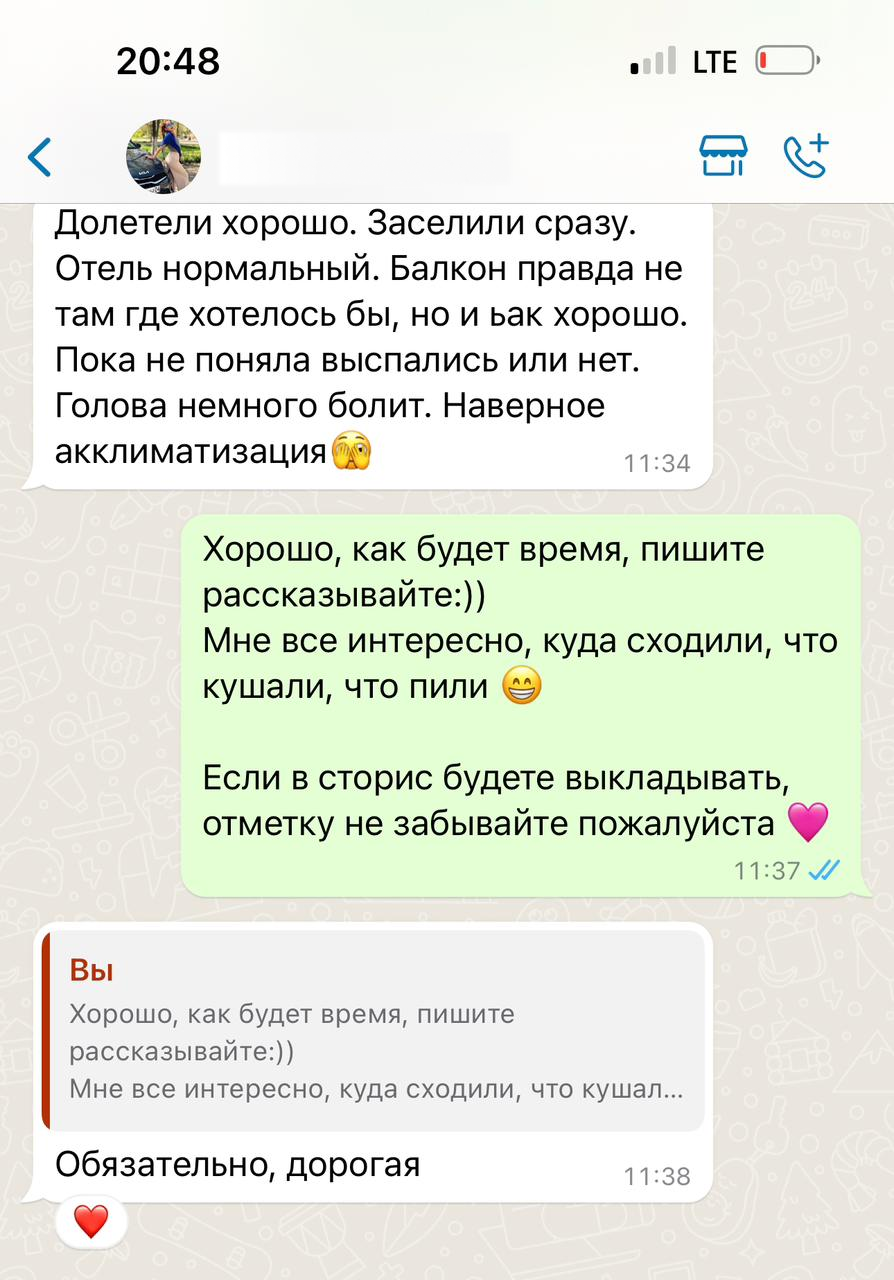 20:48 LTE
Долетели хорошо. Заселили сразу.
Отель нормальный. Балкон правда не
там где хотелось бы, но и ьак хорошо.
Пока не поняла выспались или нет.
Голова немного болит. Наверное
акклиматизация🫣
11:34
Хорошо, как будет время, пишите
рассказывайте:))
Мне все интересно, куда сходили, что
кушали, что пили 😁
Если в сторис будете выкладывать,
отметку не забывайте пожалуйста 🩷
11:37
Вы
Хорошо, как будет время, пишите
рассказывайте:))
Мне все интересно, куда сходили, что кушал...
Обязательно, дорогая
11:38
❤️